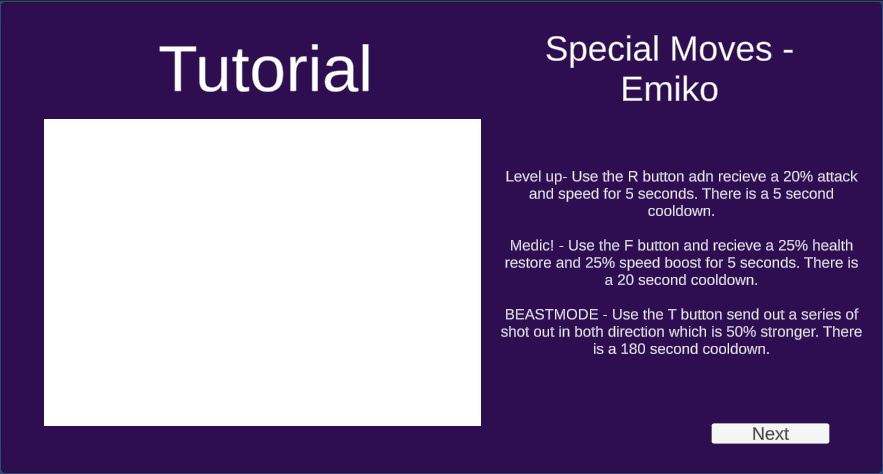 Tutorial
Special Moves -
Emiko
Level up- Use the R button adn recieve a 20% attack
and speed for 5 seconds. There is a 5 second
cooldown.
Medic! - Use the F button and recieve a 25% health
restore and 25% speed boost for 5 seconds. There is
a 20 second cooldown.
BEASTMODE - Use the T button send out a series of
shot out in both direction which is 50% stronger. There
is a 180 second cooldown.
Next